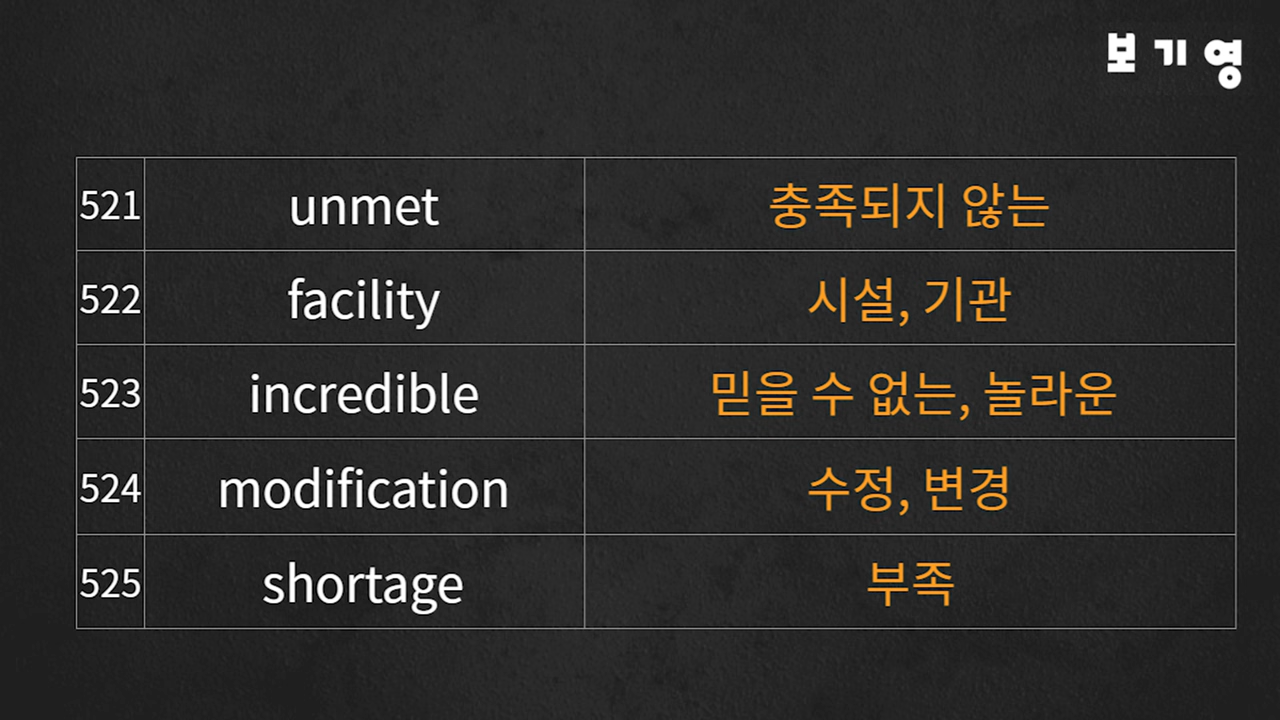 보기영
521 unmet 충족되지 않는
522 facility 시설, 기관
523 incredible 믿을 수 없는, 놀라운
524 modification 수정, 변경
525 shortage 부족